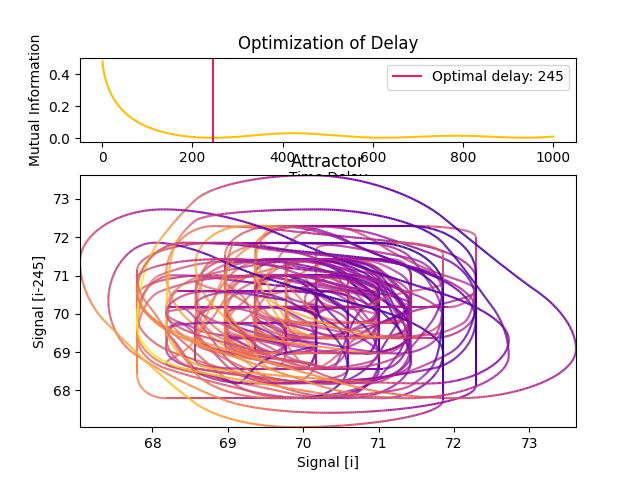 Optimization of Delay
Mutual Information
0.4
0.2
0.0
Optimal delay: 245
0 200 400 600 800 1000
Time Delay
Attractor
Signal [i-245]
73
72
71
70
69
68
68 69 70 71 72 73
Signal [i]